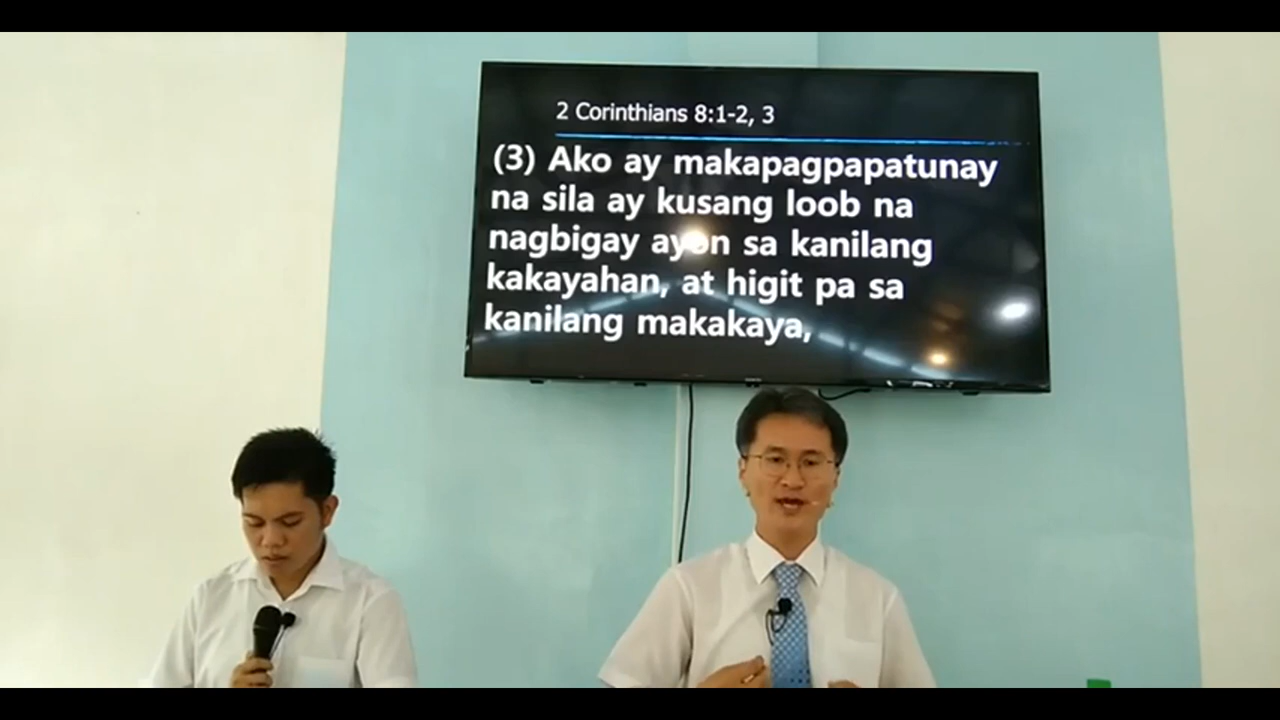 2 Corinthians 8:1-2, 3
(3) Ako ay makapagpapatunay
na sila ay kusang loob na
nagbigay ayon sa kanilang
kakayahan, at higit pa sa
kanilang makakaya,